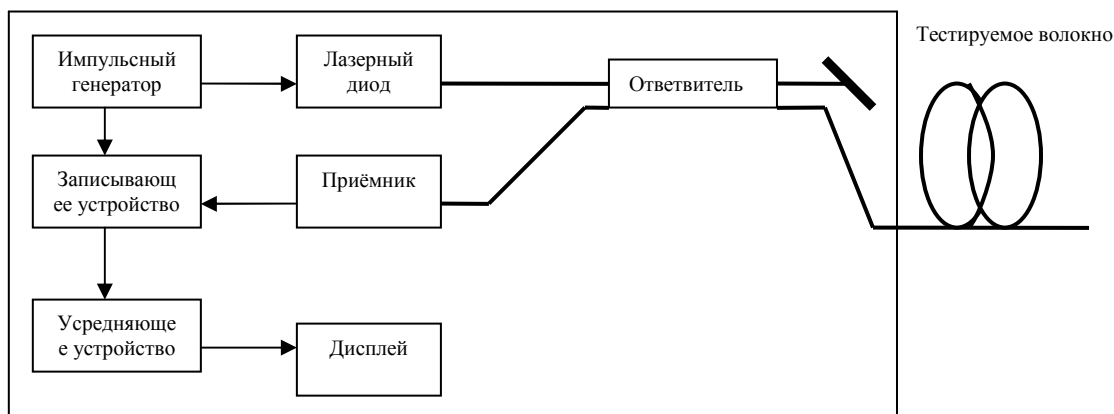 Тестируемое волокно
Импульсный
генератор
Лазерный
диод
Ответвитель
Записывающ
ее устройство
Приёмник
Усредняюще
е устройство
Дисплей